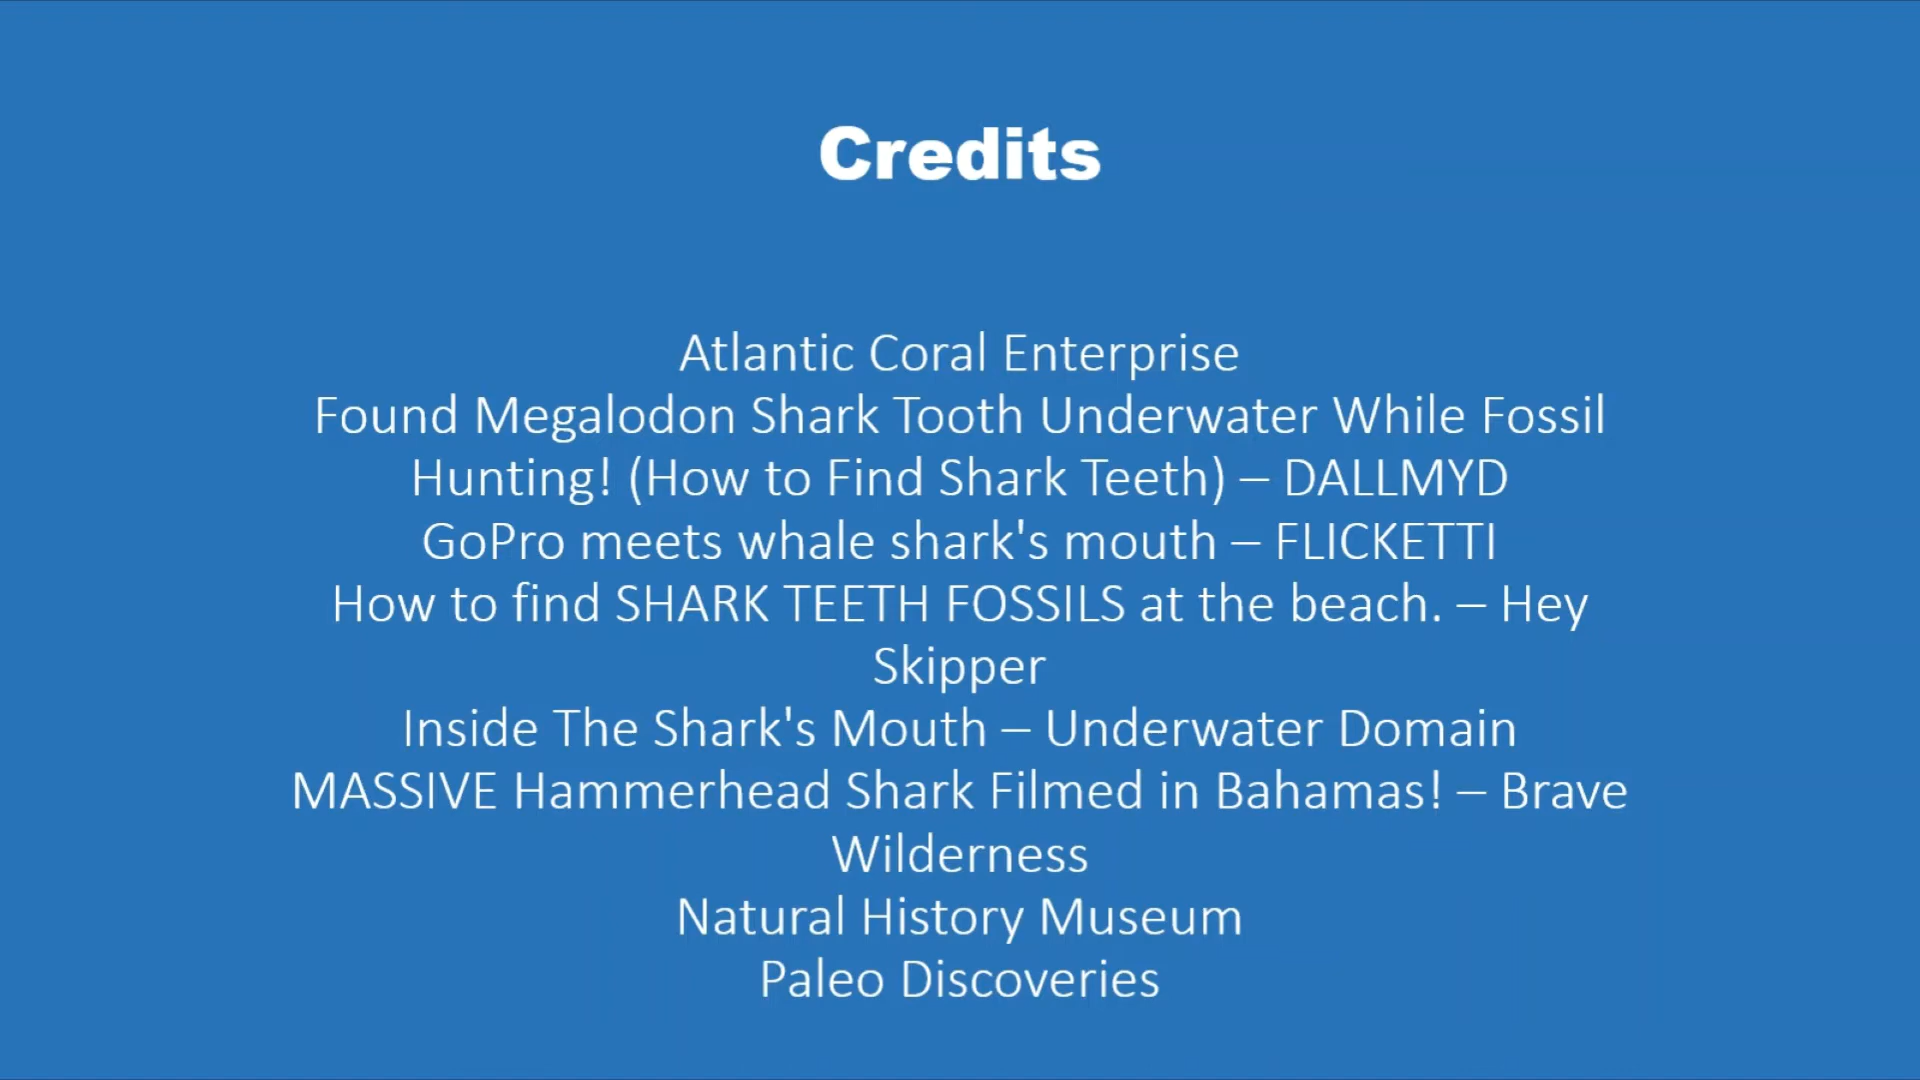 Credits
Atlantic Coral Enterprise
Found Megalodon Shark Tooth Underwater While Fossil
Hunting! (How to Find Shark Teeth) – DALLMYD
GoPro meets whale shark's mouth – FLICKETTI
How to find SHARK TEETH FOSSILS at the beach. – Hey
Skipper
Inside The Shark's Mouth – Underwater Domain
MASSIVE Hammerhead Shark Filmed in Bahamas! – Brave
Wilderness
Natural History Museum
Paleo Discoveries